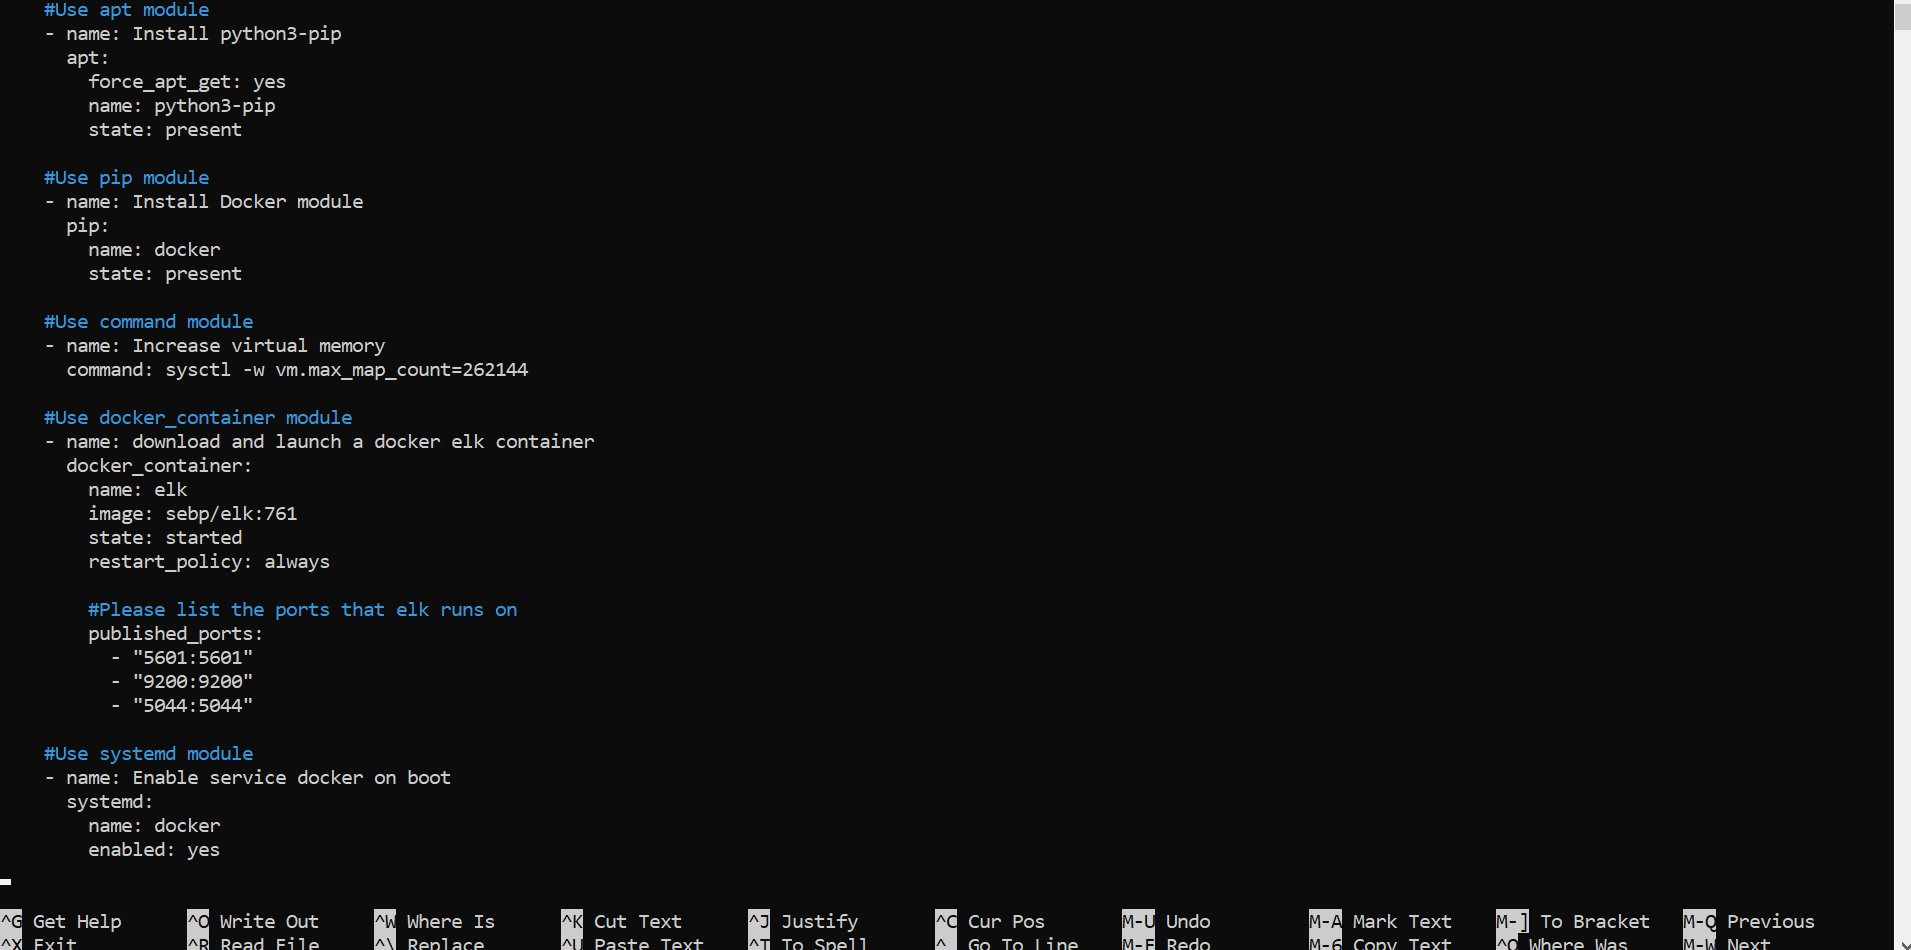 #Use apt module
    - name: Install python3-pip
      apt:
        force_apt_get: yes
        name: python3-pip
        state: present

    #Use pip module
    - name: Install Docker module
      pip:
        name: docker
        state: present

    #Use command module
    - name: Increase virtual memory
      command: sysctl -w vm.max_map_count=262144

    #Use docker_container module
    - name: download and launch a docker elk container
      docker_container:
        name: elk
        image: sebp/elk:761
        state: started
        restart_policy: always

        #Please list the ports that elk runs on
        published_ports:
          - "5601:5601"
          - "9200:9200"
          - "5044:5044"

    #Use systemd module
    - name: Enable service docker on boot
      systemd:
        name: docker
        enabled: yes

^G Get Help ^O Write Out ^W Where Is ^K Cut Text ^J Justify ^C Cur Pos M-U Undo M-A Mark Text M-] To Bracket M-Q Previous
^X Exit ^R Read File ^\ Replace ^U Paste Text ^T To Spell ^_ Go To Line M-E Redo M-6 Copy Text ^Q Where Was M-W Next